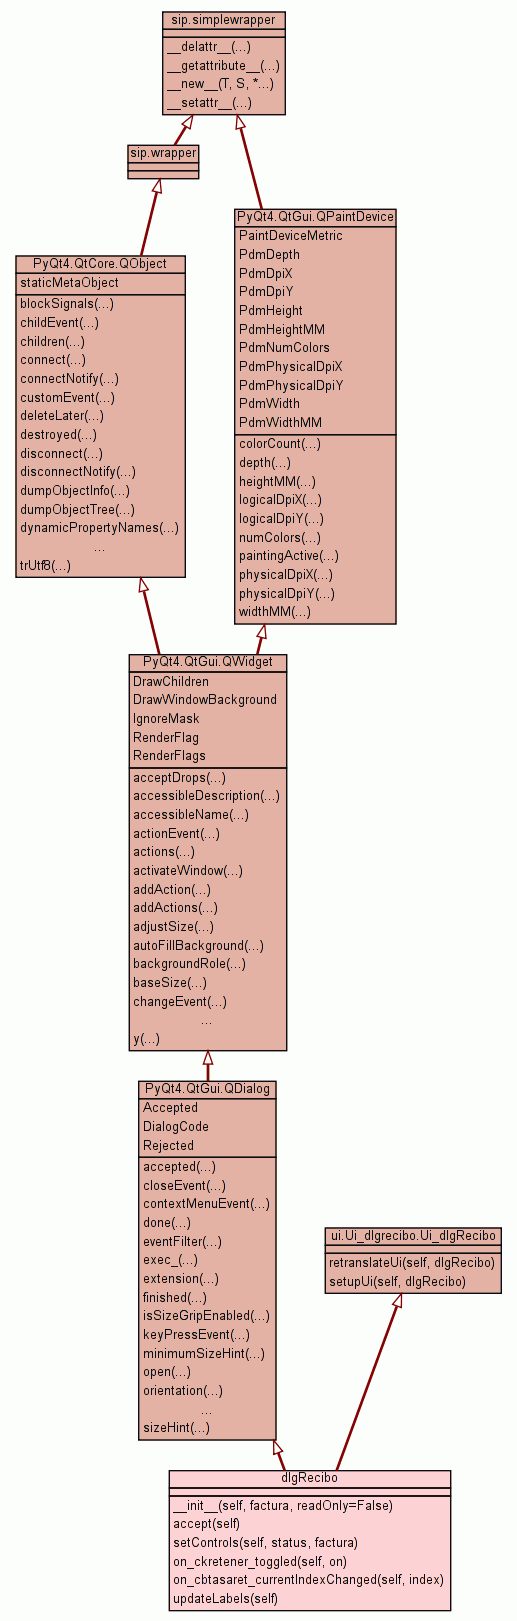 sip.simplewrapper
__delattr__(...)
__getattribute__(...)
__new__(T, S, *...)
__setattr__(...)
sip.wrapper
PyQt4.QtGui.QPaintDevice
PaintDeviceMetric
PdmDepth
PdmDpiX
PdmDpiY
PdmHeight
PdmHeightMM
PdmNumColors
PdmPhysicalDpiX
PdmPhysicalDpiY
PdmWidth
PdmWidthMM
colorCount(...)
depth(...)
heightMM(...)
logicalDpiX(...)
logicalDpiY(...)
numColors(...)
paintingActive(...)
physicalDpiX(...)
physicalDpiY(...)
widthMM(...)
PyQt4.QtCore.QObject
staticMetaObject
blockSignals(...)
childEvent(...)
children(...)
connect(...)
connectNotify(...)
customEvent(...)
deleteLater(...)
destroyed(...)
disconnect(...)
disconnectNotify(...)
dumpObjectInfo(...)
dumpObjectTree(...)
dynamicPropertyNames(...)
...
trUtf8(...)
PyQt4.QtGui.QWidget
DrawChildren
DrawWindowBackground
IgnoreMask
RenderFlag
RenderFlags
acceptDrops(...)
accessibleDescription(...)
accessibleName(...)
actionEvent(...)
actions(...)
activateWindow(...)
addAction(...)
addActions(...)
adjustSize(...)
autoFillBackground(...)
backgroundRole(...)
baseSize(...)
changeEvent(...)
...
y(...)
PyQt4.QtGui.QDialog
Accepted
DialogCode
Rejected
accepted(...)
closeEvent(...)
contextMenuEvent(...)
done(...)
eventFilter(...)
exec_(...)
extension(...)
finished(...)
isSizeGripEnabled(...)
keyPressEvent(...)
minimumSizeHint(...)
open(...)
orientation(...)
...
sizeHint(...)
ui.Ui_dlgrecibo.Ui_dlgRecibo
retranslateUi(self, dlgRecibo)
setupUi(self, dlgRecibo)
dlgRecibo
__init__(self, factura, readOnly=False)
accept(self)
setControls(self, status, factura)
on_ckretener_toggled(self, on)
on_cbtasaret_currentIndexChanged(self, index)
updateLabels(self)